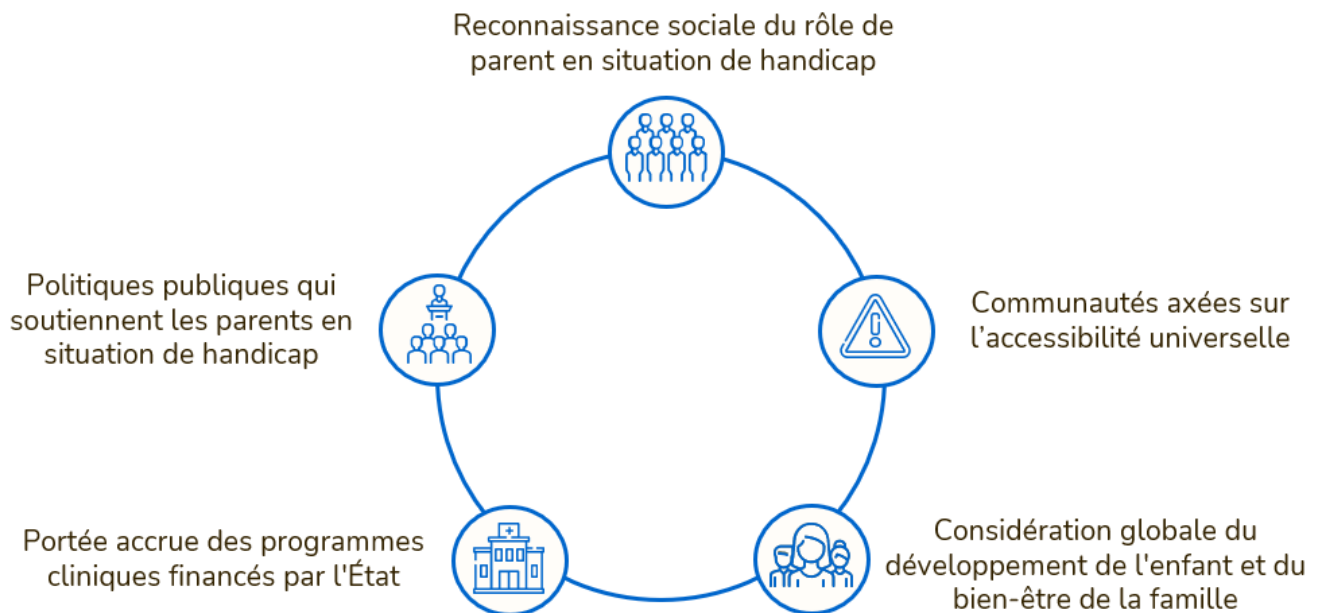 Reconnaissance sociale du rôle de
parent en situation de handicap
Politiques publiques qui
soutiennent les parents en
situation de handicap
Communautés axées sur
l'accessibilité universelle
Portée accrue des programmes
cliniques financés par l'État
Considération globale du
développement de l'enfant et du
bien-être de la famille